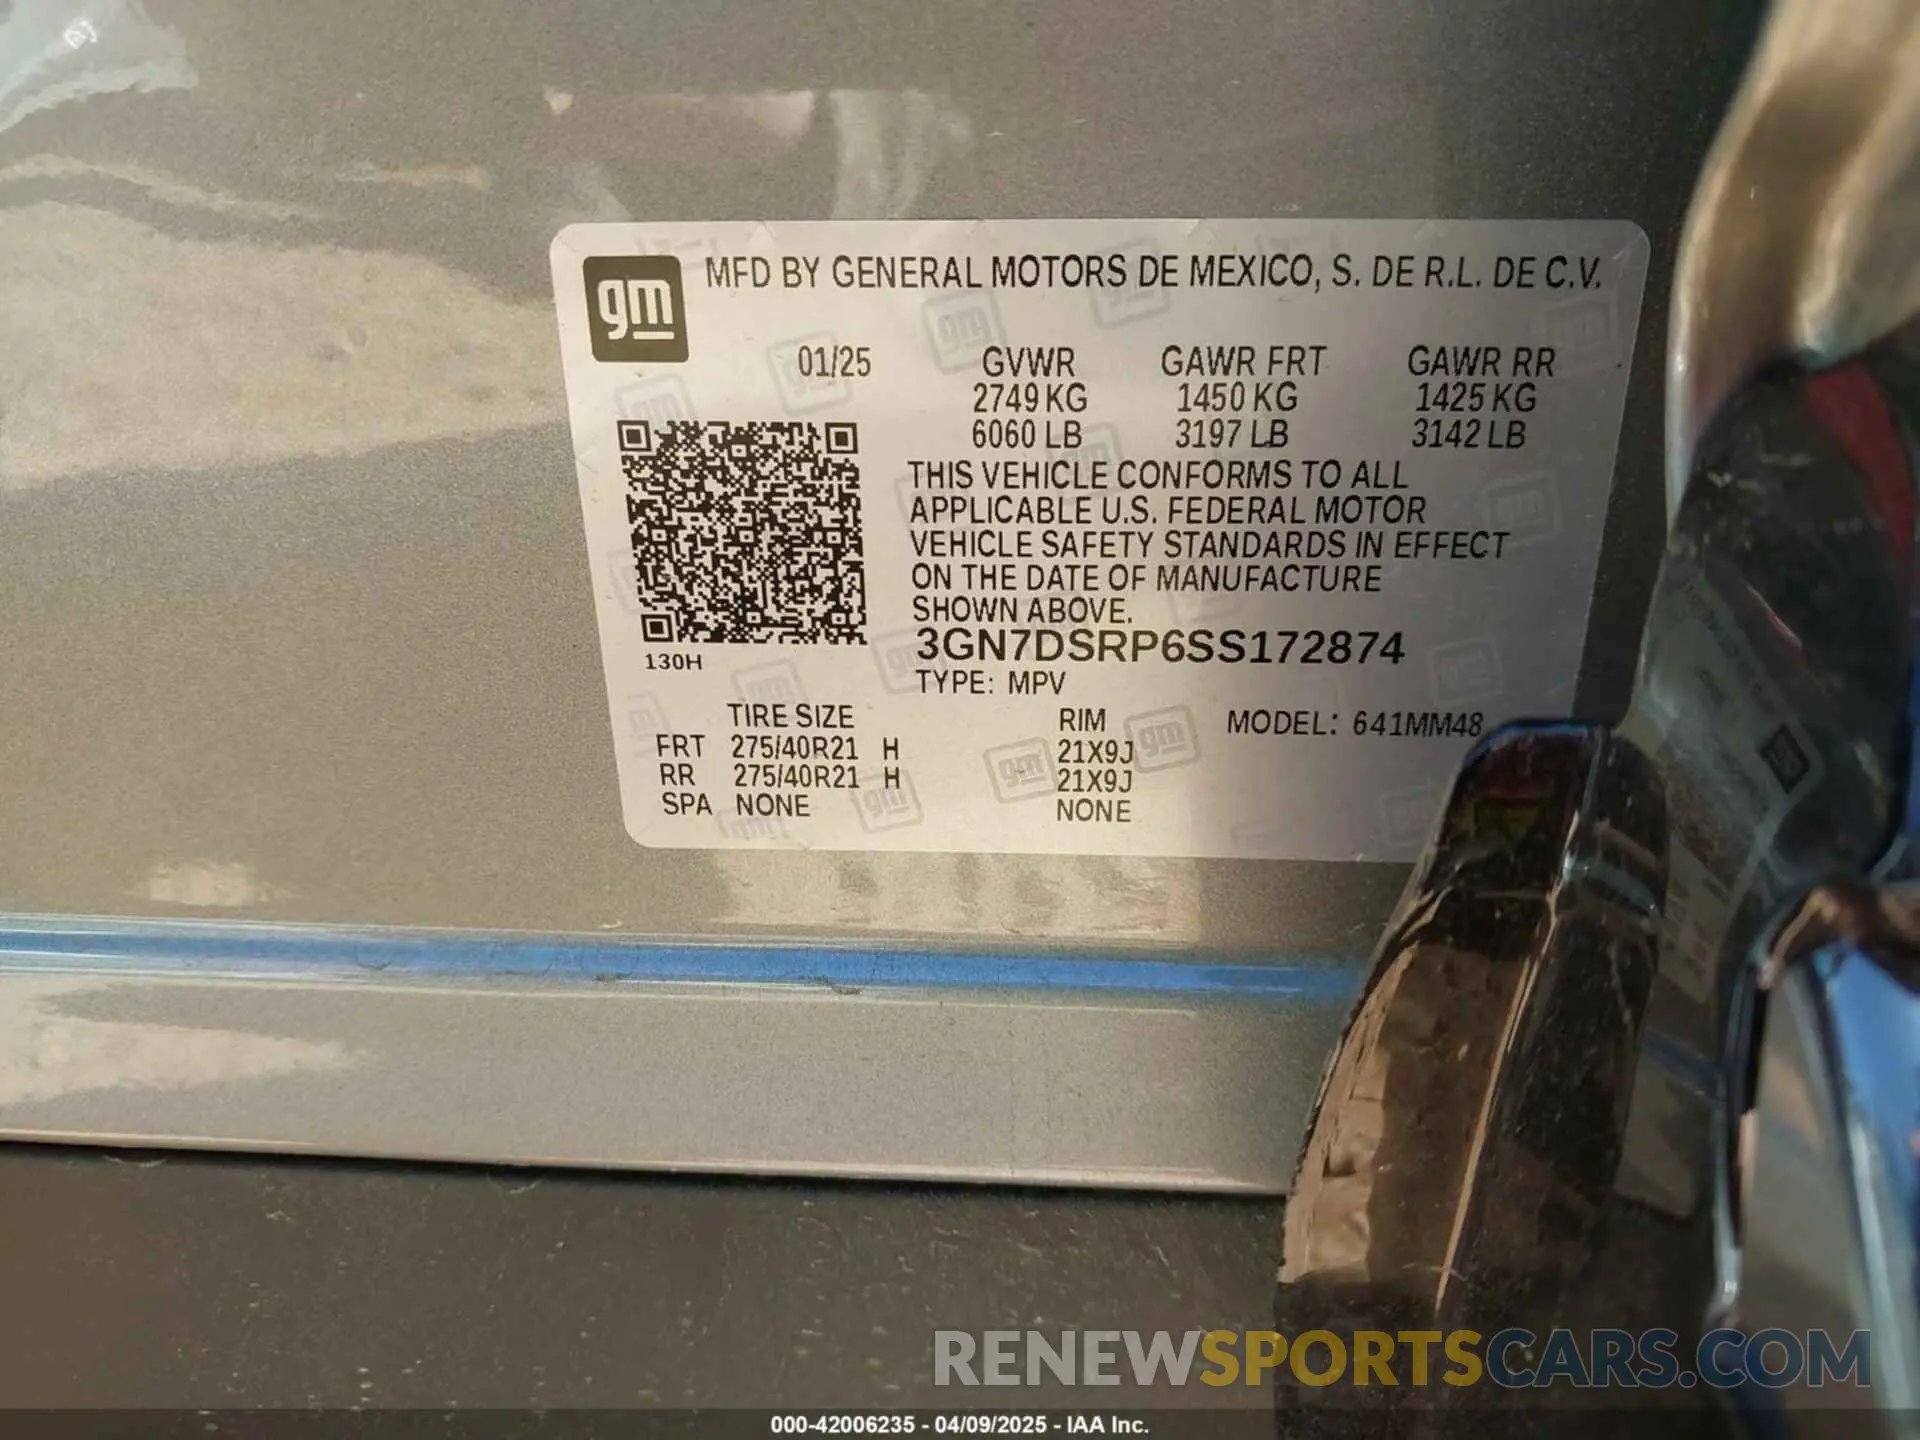 gm
MFD BY GENERAL MOTORS DE MEXICO, S. DE R.L. DE C.V.
01/25 GVWR GAWR FRT GAWR RR
2749 KG 1450 KG 1425 KG
6060 LB 3197 LB 3142 LB
THIS VEHICLE CONFORMS TO ALL
APPLICABLE U.S. FEDERAL MOTOR
VEHICLE SAFETY STANDARDS IN EFFECT
ON THE DATE OF MANUFACTURE
SHOWN ABOVE.
130H
3GN7DSRP6SS172874
TYPE: MPV
TIRE SIZE RIM MODEL: 641MM48
FRT 275/40R21 H 21X9J
RR 275/40R21 H 21X9J
SPA NONE NONE
RENEWSPORTSCARS.COM
000-42006235 - 04/09/2025 - IAA Inc.